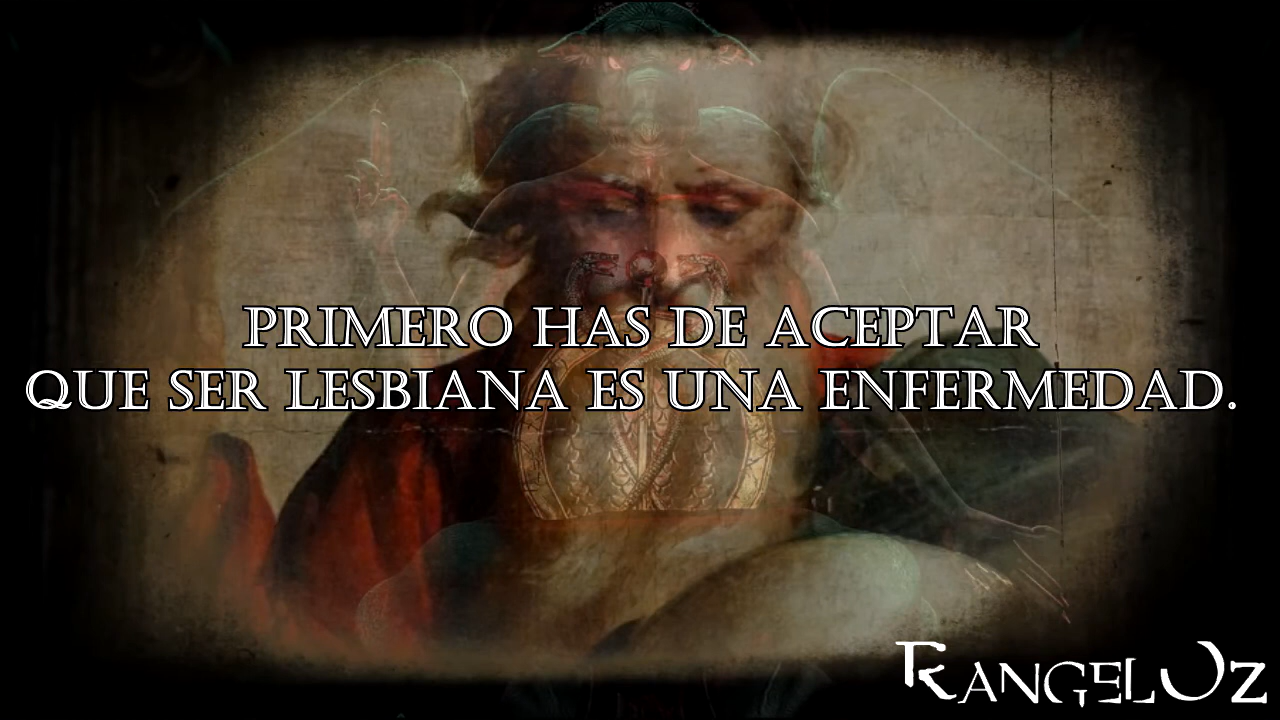 PRIMERO HAS DE ACEPTAR
QUE SER LESBIANA ES UNA ENFERMEDAD.
RANGELOZ